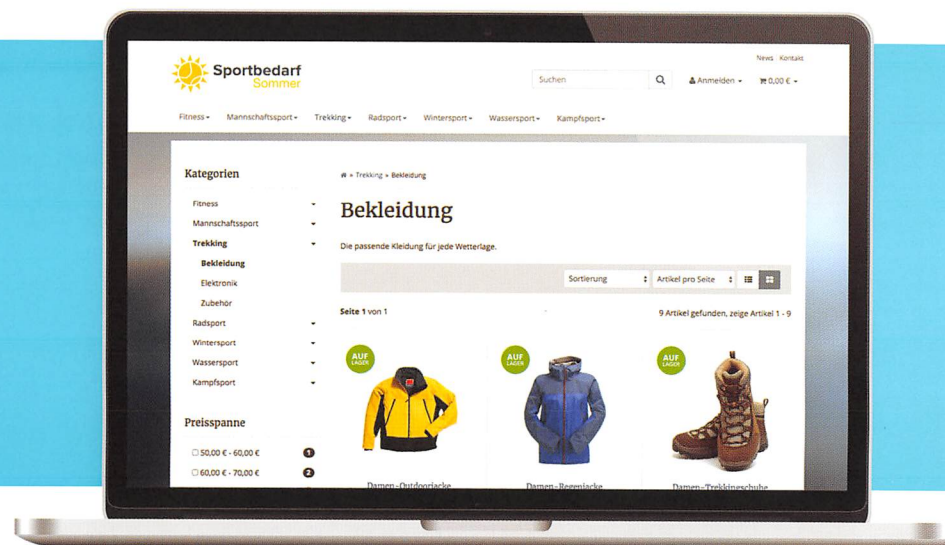 Sportbedarf
Sommer
News Kontakt
Suchen
Anmelden
0,00 €
Fitness Mannschaftssport Trekking Radsport Wintersport Wassersport Kampfsport
Kategorien
Fitness
Mannschaftssport
Trekking
Bekleidung
Elektronik
Zubehör
Radsport
Wintersport
Wassersport
Kampfsport
Preisspanne
50,00 € - 60,00 € 1
60,00 € - 70,00 € 2
» Trekking » Bekleidung
Bekleidung
Die passende Kleidung für jede Wetterlage.
Sortierung Artikel pro Seite
Seite 1 von 1
9 Artikel gefunden, zeige Artikel 1 - 9
AUF
LAGER
AUF
LAGER
AUF
LAGER
Damen-Outdoorjacke
Damen-Regenjacke
Damen-Trekkingschuhe